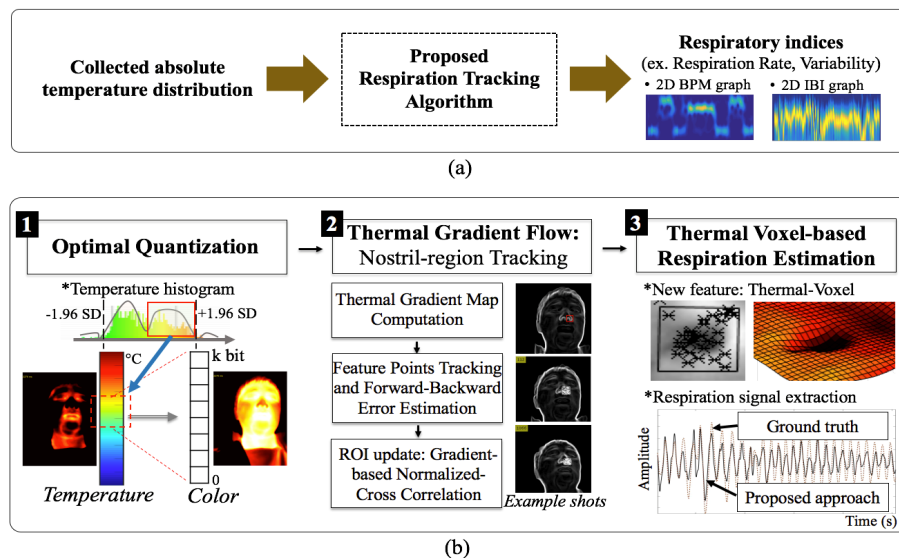 Collected absolute
temperature distribution
Proposed
Respiration Tracking
Algorithm
Respiratory indices
(ex. Respiration Rate, Variability)
• 2D BPM graph
• 2D IBI graph
(a)
1
Optimal Quantization
*Temperature histogram
-1.96 SD
+1.96 SD
°C
k bit
0
Temperature
Color
2
Thermal Gradient Flow:
Nostril-region Tracking
Thermal Gradient Map
Computation
Feature Points Tracking
and Forward-Backward
Error Estimation
ROI update: Gradient-
based Normalized-
Cross Correlation
Example shots
3
Thermal Voxel-based
Respiration Estimation
*New feature: Thermal-Voxel
*Respiration signal extraction
Amplitude
Ground truth
Proposed approach
Time (s)
(b)